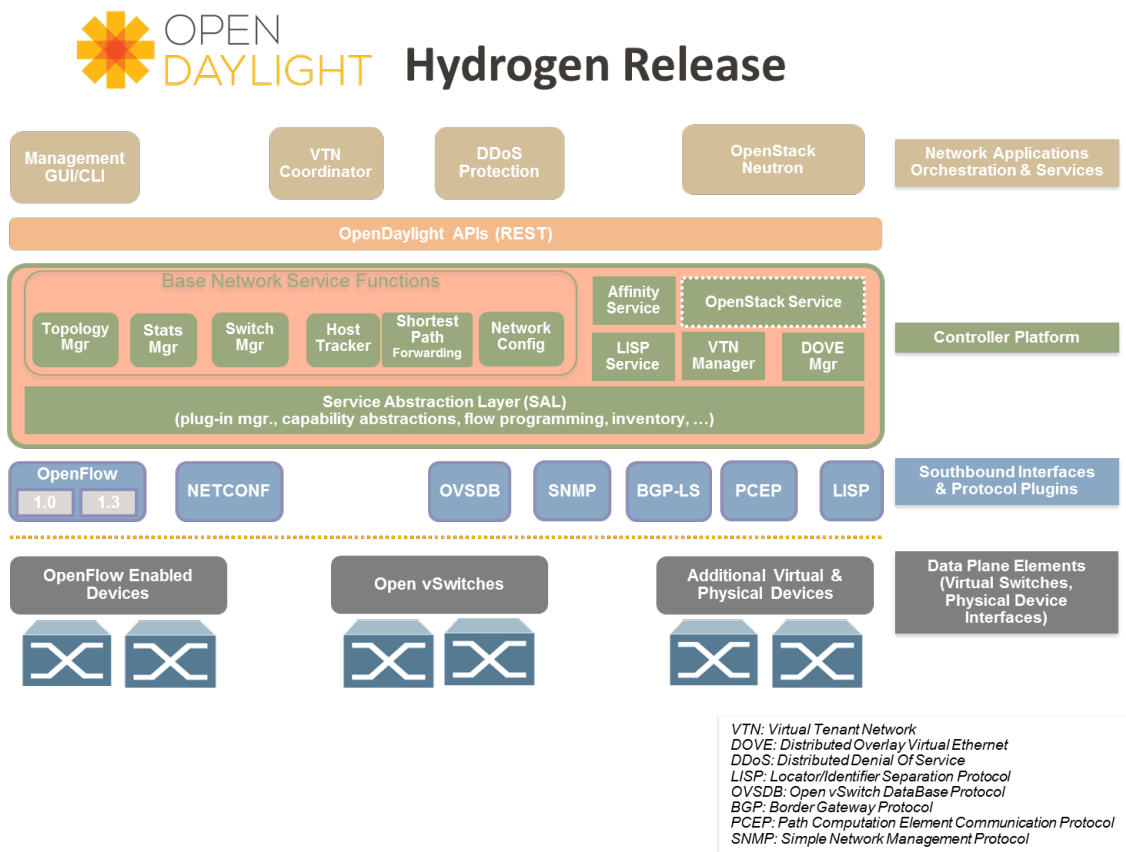 OPEN
DAYLIGHT
Hydrogen Release
Management
GUI/CLI
VTN
Coordinator
DDoS
Protection
OpenStack
Neutron
Network Applications
Orchestration & Services
OpenDaylight APIs (REST)
Base Network Service Functions
Topology
Mgr
Stats
Mgr
Switch
Mgr
Host
Tracker
Shortest
Path
Forwarding
Network
Config
Affinity
Service
OpenStack Service
LISP
Service
VTN
Manager
DOVE
Mgr
Controller Platform
Service Abstraction Layer (SAL)
(plug-in mgr., capability abstractions, flow programming, inventory, …)
OpenFlow
1.0
1.3
NETCONF
OVSDB
SNMP
BGP-LS
PCEP
LISP
Southbound Interfaces
& Protocol Plugins
OpenFlow Enabled
Devices
Open vSwitches
Additional Virtual &
Physical Devices
Data Plane Elements
(Virtual Switches,
Physical Device
Interfaces)
VTN: Virtual Tenant Network
DOVE: Distributed Overlay Virtual Ethernet
DDoS: Distributed Denial Of Service
LISP: Locator/Identifier Separation Protocol
OVSDB: Open vSwitch DataBase Protocol
BGP: Border Gateway Protocol
PCEP: Path Computation Element Communication Protocol
SNMP: Simple Network Management Protocol